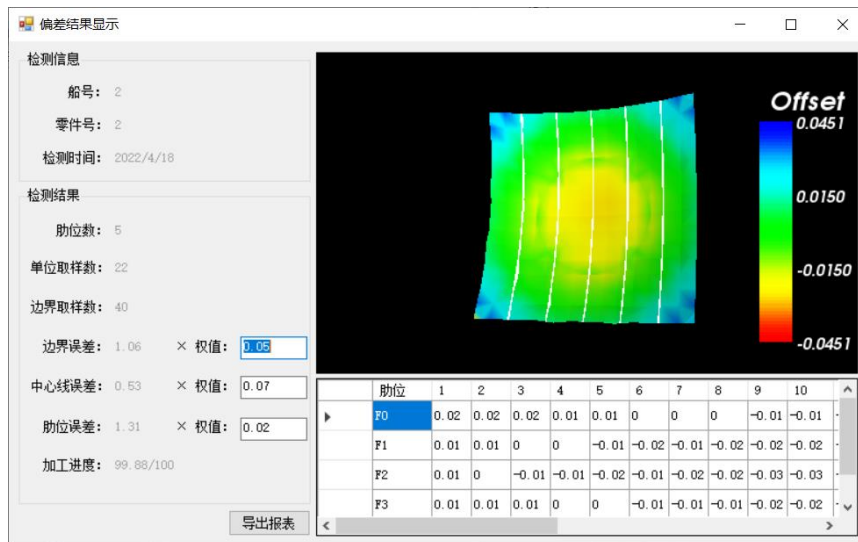 偏差结果显示
检测信息
船号: 2
零件号: 2
检测时间: 2022/4/18
检测结果
肋位数: 5
单位取样数: 22
边界取样数: 40
边界误差: 1.06 × 权值: 0.05
中心线误差: 0.53 × 权值: 0.07
肋位误差: 1.31 × 权值: 0.02
加工进度: 99.88/100
导出报表
Offset
0.0451
0.0150
-0.0150
-0.0451
肋位 1 2 3 4 5 6 7 8 9 10
F0 0.02 0.02 0.02 0.01 0.01 0 0 0 -0.01 -0.01
F1 0.01 0.01 0 0 -0.01 -0.02 -0.01 -0.02 -0.02 -0.02
F2 0.01 0 -0.01 -0.01 -0.02 -0.01 -0.02 -0.02 -0.03 -0.03
F3 0.01 0.01 0.01 0 0 -0.01 -0.01 -0.01 -0.02 -0.02